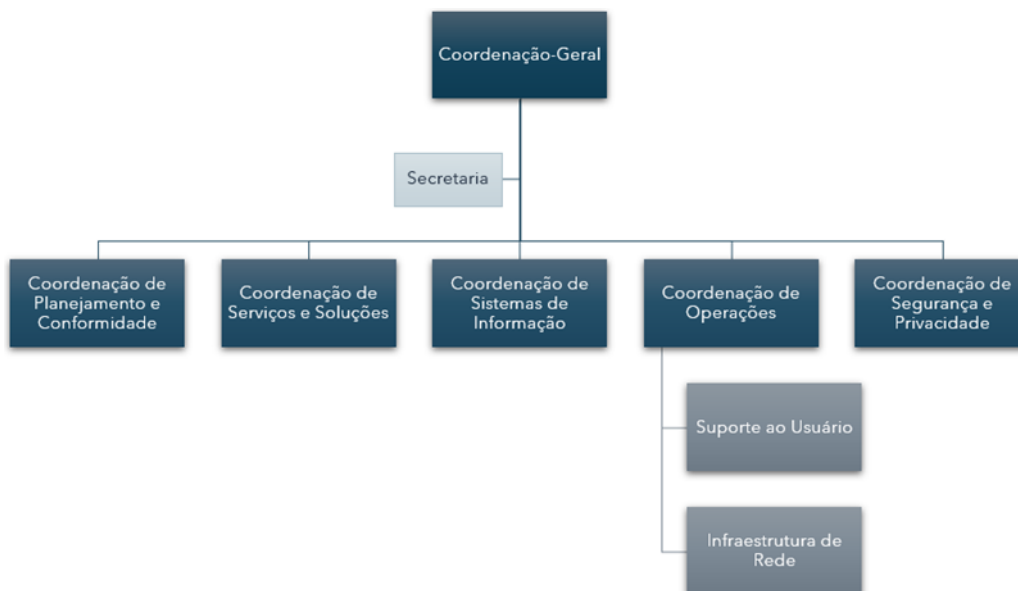 Coordenação-Geral
Secretaria
Coordenação de
Planejamento e
Conformidade
Coordenação de
Serviços e Soluções
Coordenação de
Sistemas de
Informação
Coordenação de
Operações
Coordenação de
Segurança e
Privacidade
Suporte ao Usuário
Infraestrutura de
Rede